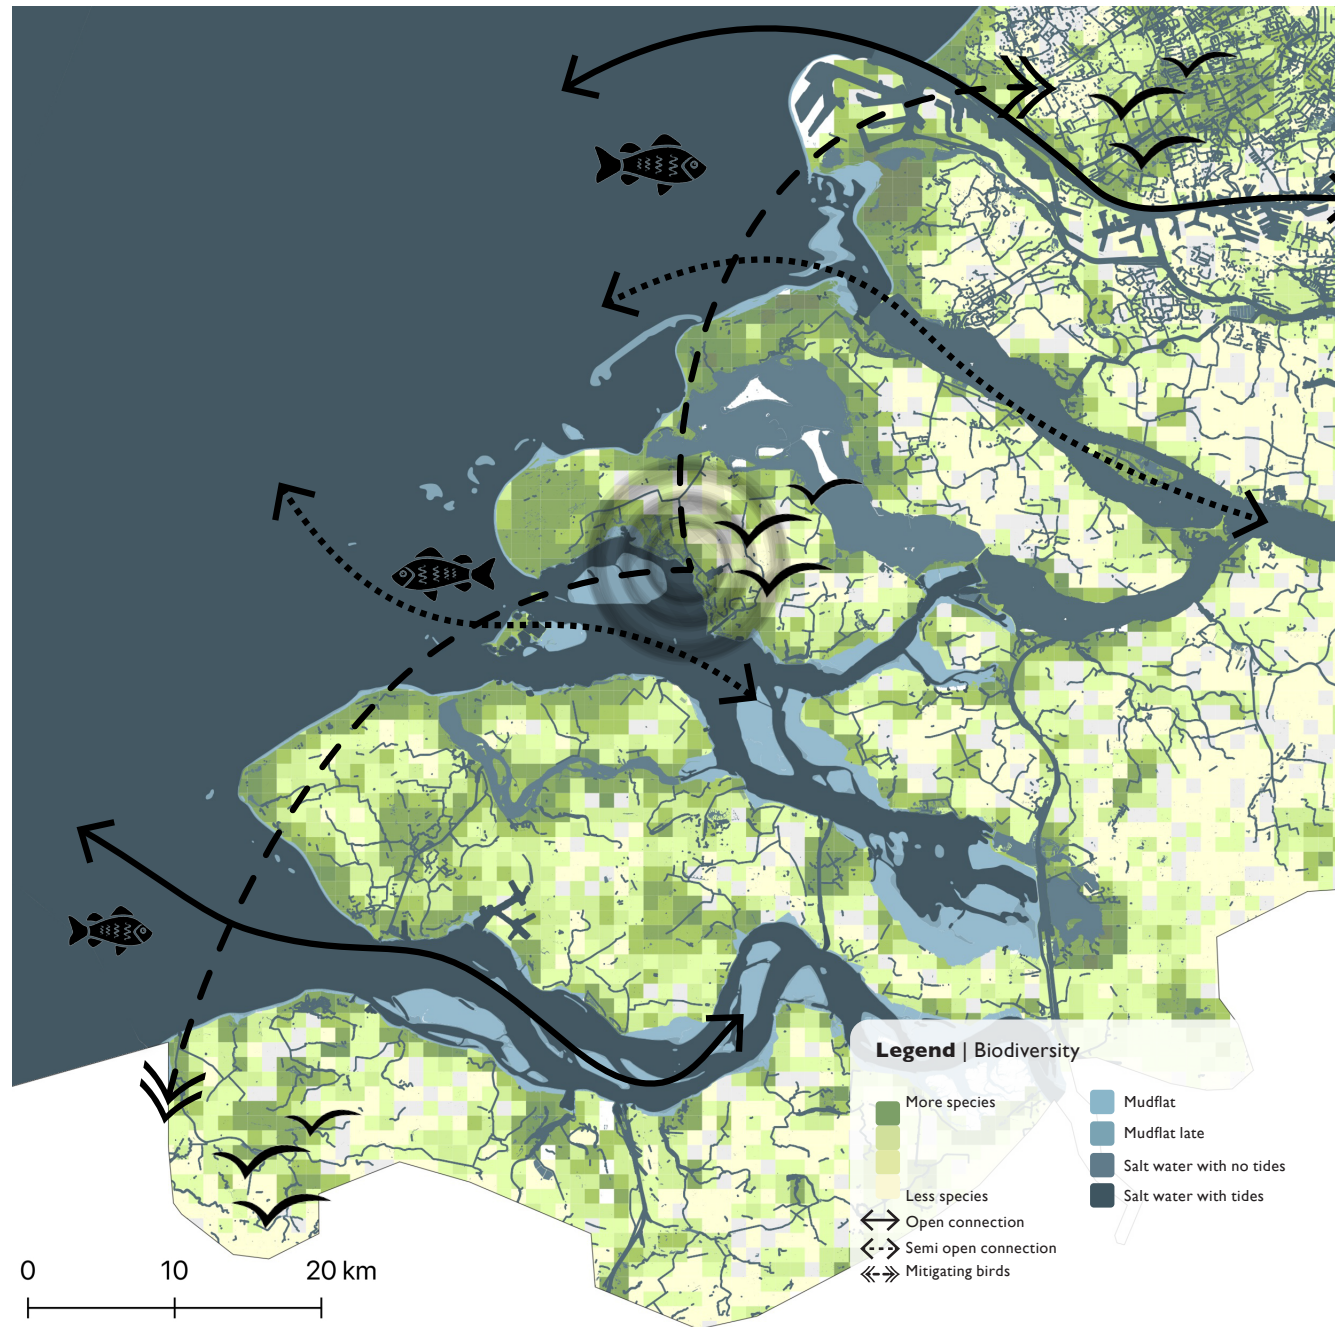 Legend | Biodiversity
More species
Less species
Open connection
Semi open connection
Mitigating birds
Mudflat
Mudflat late
Salt water with no tides
Salt water with tides
0 10 20 km